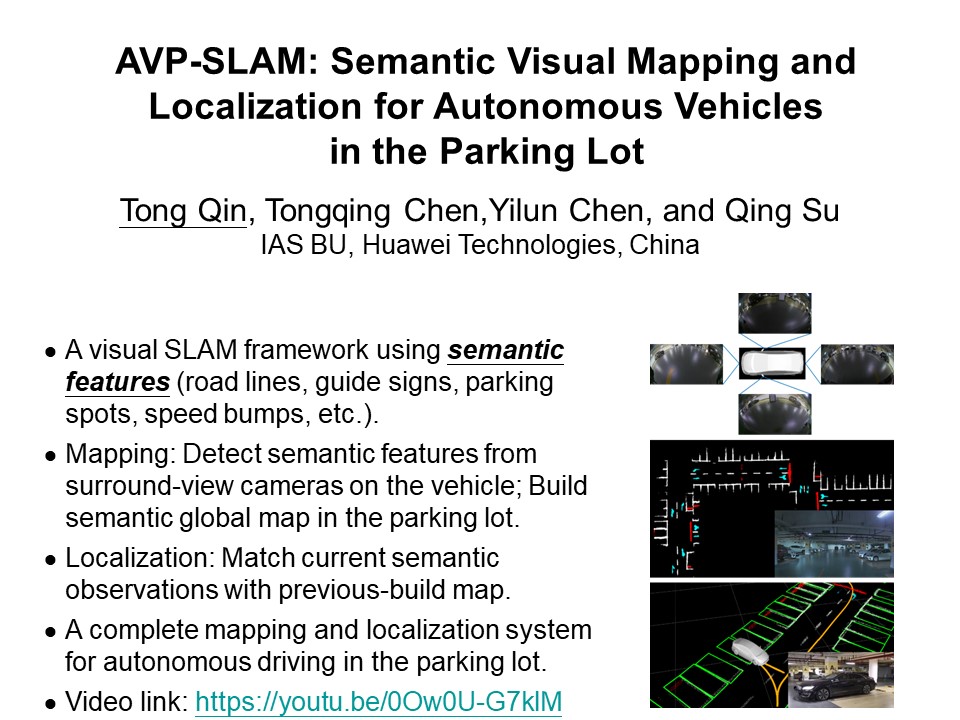 AVP-SLAM: Semantic Visual Mapping and
Localization for Autonomous Vehicles
in the Parking Lot
Tong Qin, Tongqing Chen,Yilun Chen, and Qing Su
IAS BU, Huawei Technologies, China
● A visual SLAM framework using semantic
features (road lines, guide signs, parking
spots, speed bumps, etc.).
● Mapping: Detect semantic features from
surround-view cameras on the vehicle; Build
semantic global map in the parking lot.
● Localization: Match current semantic
observations with previous-build map.
● A complete mapping and localization system
for autonomous driving in the parking lot.
● Video link: https://youtu.be/0Ow0U-G7klM